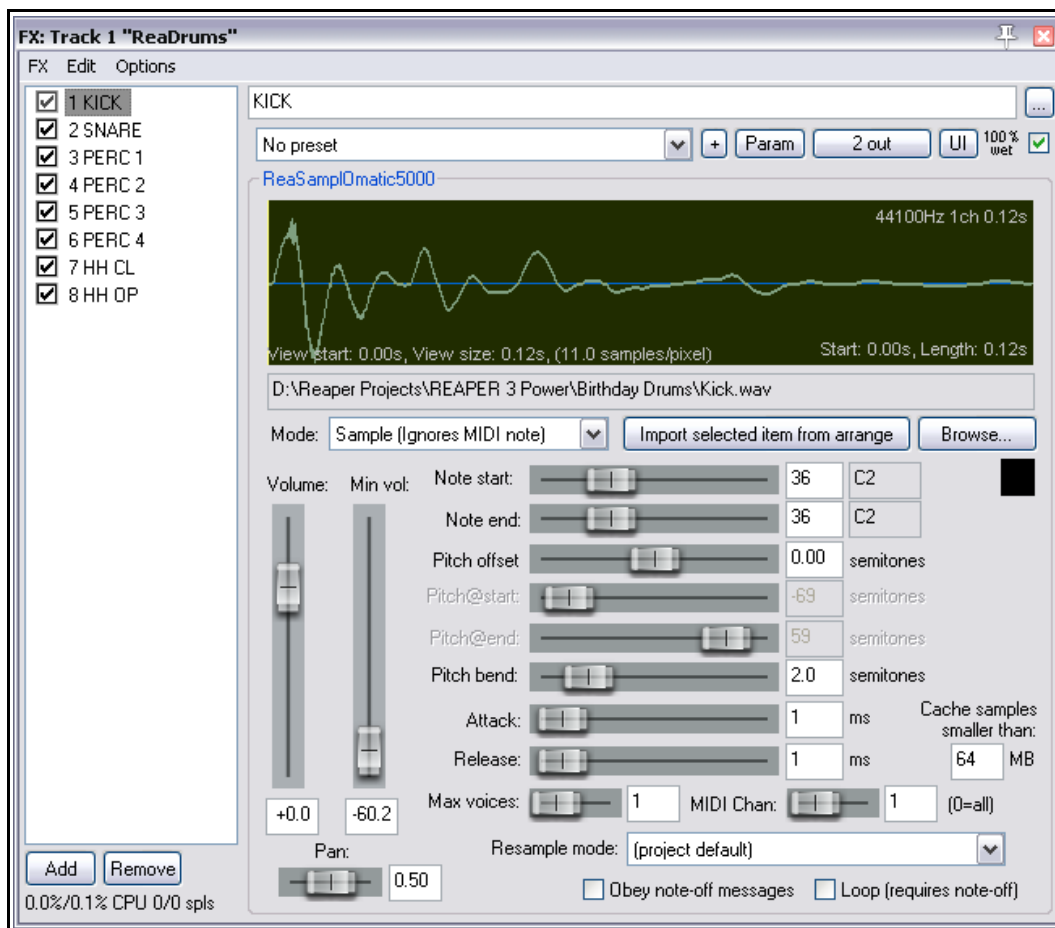 FX: Track 1 "ReaDrums"
FX Edit Options
1 KICK
2 SNARE
3 PERC 1
4 PERC 2
5 PERC 3
6 PERC 4
7 HH CL
8 HH OP
Add Remove
0.0%/0.1% CPU 0/0 spls
KICK ...
No preset + Param 2 out UI 100% wet
ReaSamplOmatic5000
44100Hz 1ch 0.12s
View start: 0.00s, View size: 0.12s, (11.0 samples/pixel) Start: 0.00s, Length: 0.12s
D:\Reaper Projects\REAPER 3 Power\Birthday Drums\Kick.wav
Mode: Sample (Ignores MIDI note) Import selected item from arrange Browse...
Volume: Min vol:
+0.0 -60.2
Pan:
0.50
Note start: 36 C2
Note end: 36 C2
Pitch offset 0.00 semitones
Pitch@start: -69 semitones
Pitch@end: 59 semitones
Pitch bend: 2.0 semitones
Attack: 1 ms
Release: 1 ms
Cache samples
smaller than:
64 MB
Max voices: 1 MIDI Chan: 1 (0=all)
Resample mode: (project default)
Obey note-off messages Loop (requires note-off)